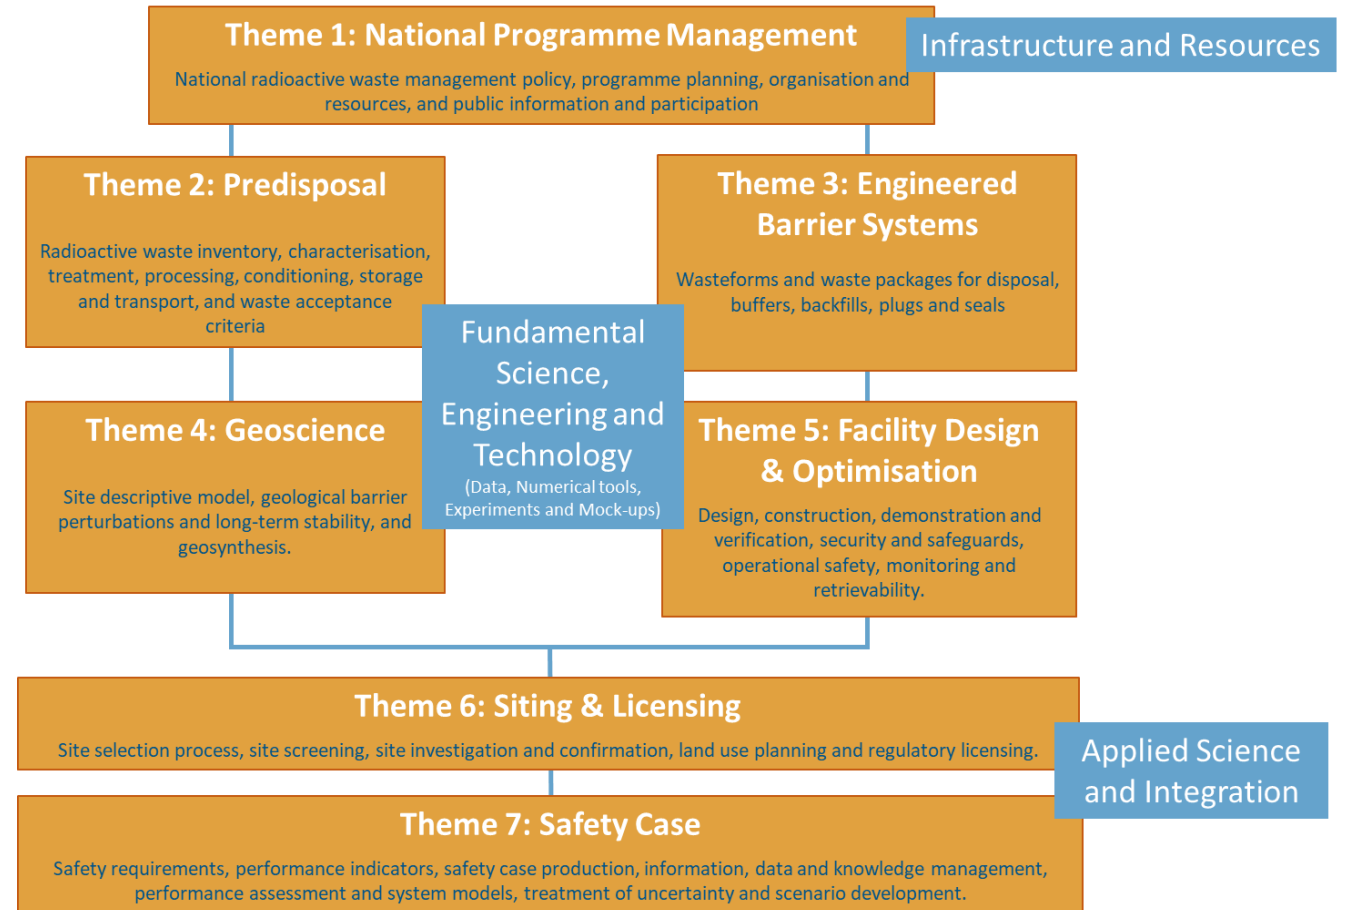 Theme 1: National Programme Management
National radioactive waste management policy, programme planning, organisation and
resources, and public information and participation
Infrastructure and Resources
Theme 2: Predisposal
Radioactive waste inventory, characterisation,
treatment, processing, conditioning, storage
and transport, and waste acceptance
criteria
Theme 3: Engineered
Barrier Systems
Wasteforms and waste packages for disposal,
buffers, backfills, plugs and seals
Fundamental
Science,
Engineering and
Technology
(Data, Numerical tools,
Experiments and Mock-ups)
Theme 4: Geoscience
Site descriptive model, geological barrier
perturbations and long-term stability, and
geosynthesis.
Theme 5: Facility Design
& Optimisation
Design, construction, demonstration and
verification, security and safeguards,
operational safety, monitoring and
retrievability.
Theme 6: Siting & Licensing
Site selection process, site screening, site investigation and confirmation, land use planning and regulatory licensing.
Applied Science
and Integration
Theme 7: Safety Case
Safety requirements, performance indicators, safety case production, information, data and knowledge management,
performance assessment and system models, treatment of uncertainty and scenario development.